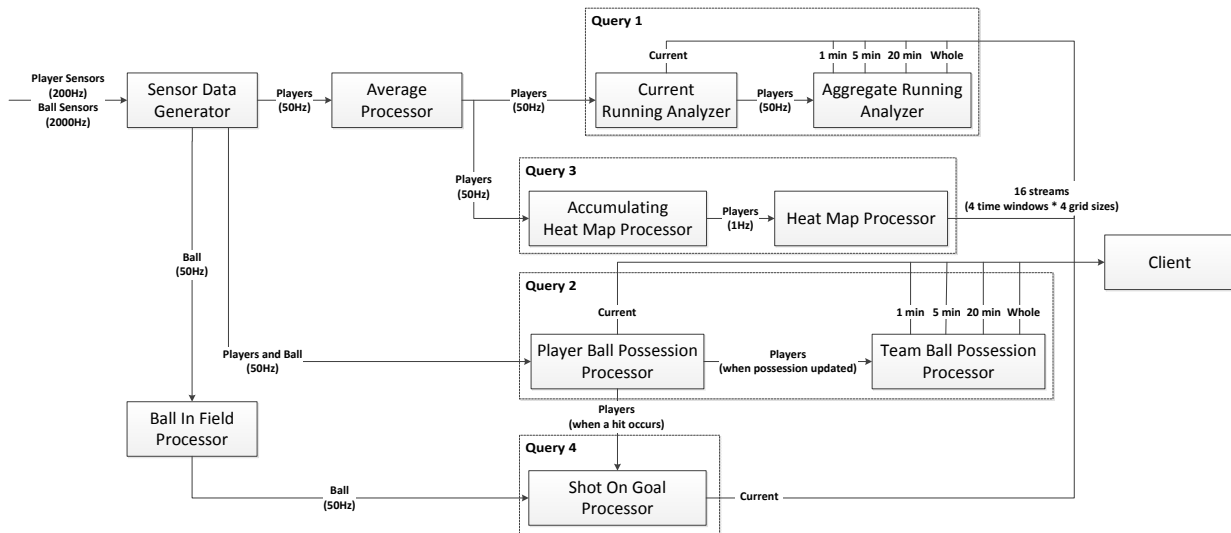 Query 1
Current
1 min
5 min
20 min
Whole
Player Sensors
(200Hz)
Ball Sensors
(2000Hz)
Sensor Data
Generator
Players
(50Hz)
Average
Processor
Players
(50Hz)
Current
Running Analyzer
Players
(50Hz)
Aggregate Running
Analyzer
Query 3
Players
(50Hz)
Accumulating
Heat Map Processor
Players
(1Hz)
Heat Map Processor
16 streams
(4 time windows * 4 grid sizes)
Ball
(50Hz)
Client
Query 2
Current
1 min
5 min
20 min
Whole
Players and Ball
(50Hz)
Player Ball Possession
Processor
Players
(when possession updated)
Team Ball Possession
Processor
Ball In Field
Processor
Players
(when a hit occurs)
Query 4
Ball
(50Hz)
Shot On Goal
Processor
Current